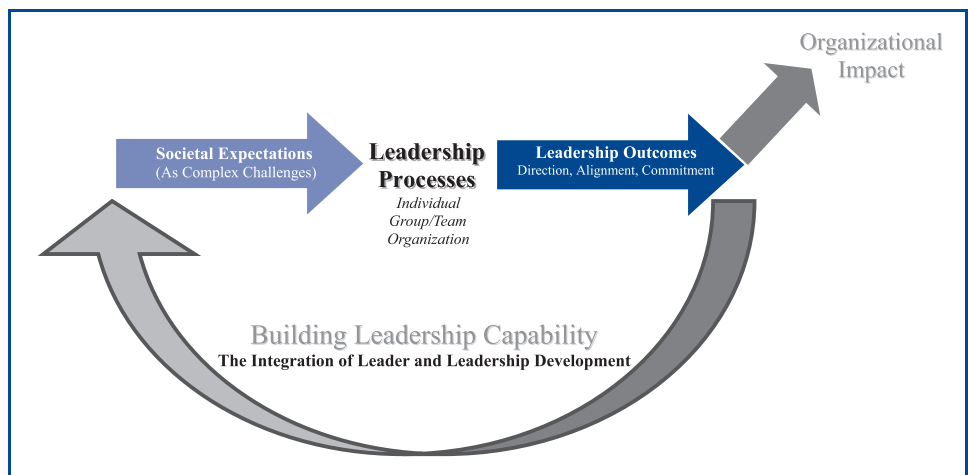 Organizational
Impact
Societal Expectations
(As Complex Challenges)
Leadership
Processes
Individual
Group/Team
Organization
Leadership Outcomes
Direction, Alignment, Commitment
Building Leadership Capability
The Integration of Leader and Leadership Development